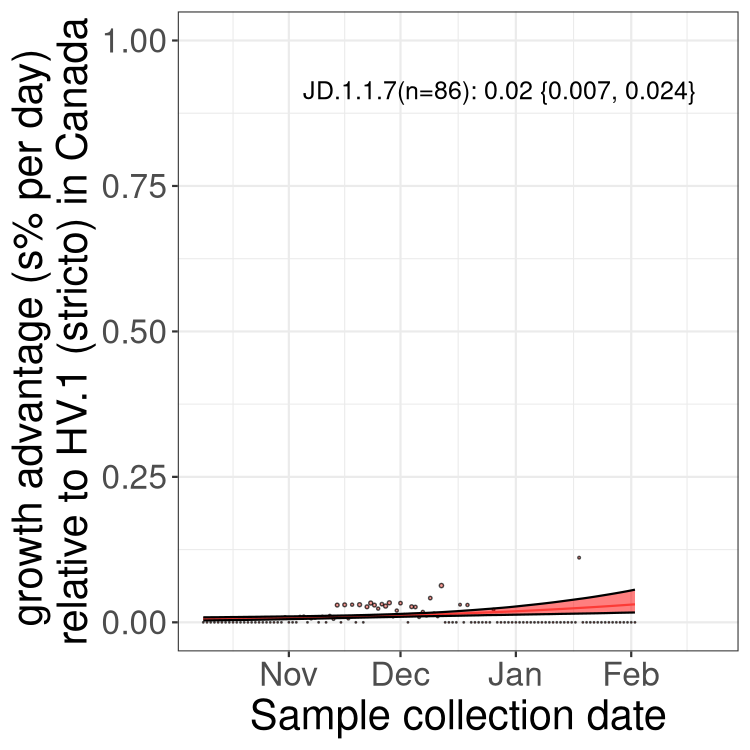 growth advantage (s% per day)
relative to HV.1 (stricto) in Canada
1.00
JD.1.1.7(n=86): 0.02 {0.007, 0.024}
0.75
0.50
0.25
0.00
Nov Dec Jan Feb
Sample collection date